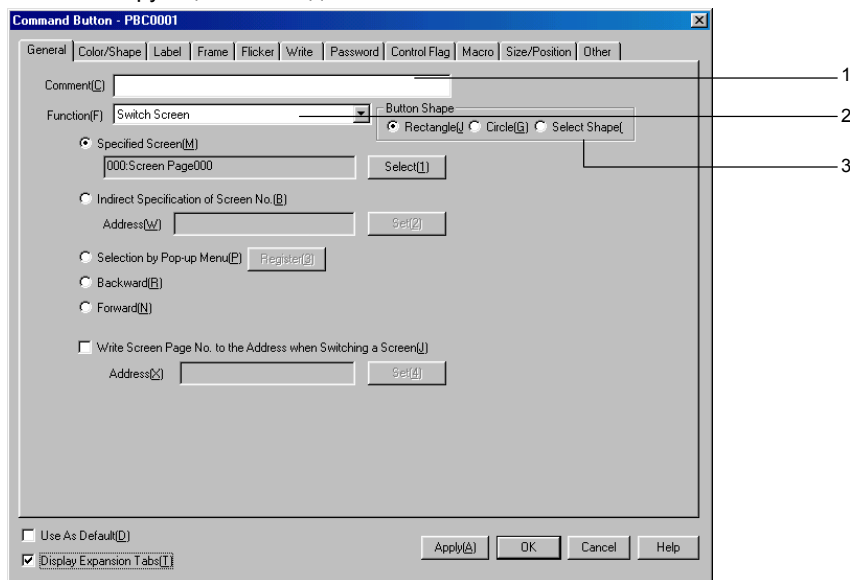 Command Button - PBC0001
General Color/Shape Label Frame Flicker Write Password Control Flag Macro Size/Position Other
Comment(C) 1
Function(F) Switch Screen 2
Button Shape
Rectangle(J Circle(G) Select Shape(
Specified Screen(M) 3
000:Screen Page000 Select(1)
Indirect Specification of Screen No.(B)
Address(W) Set(2)
Selection by Pop-up Menu(P) Register(3)
Backward(R)
Forward(N)
Write Screen Page No. to the Address when Switching a Screen(J)
Address(X) Set(4)
Use As Default(D)
Display Expansion Tabs(T)
Apply(A) OK Cancel Help